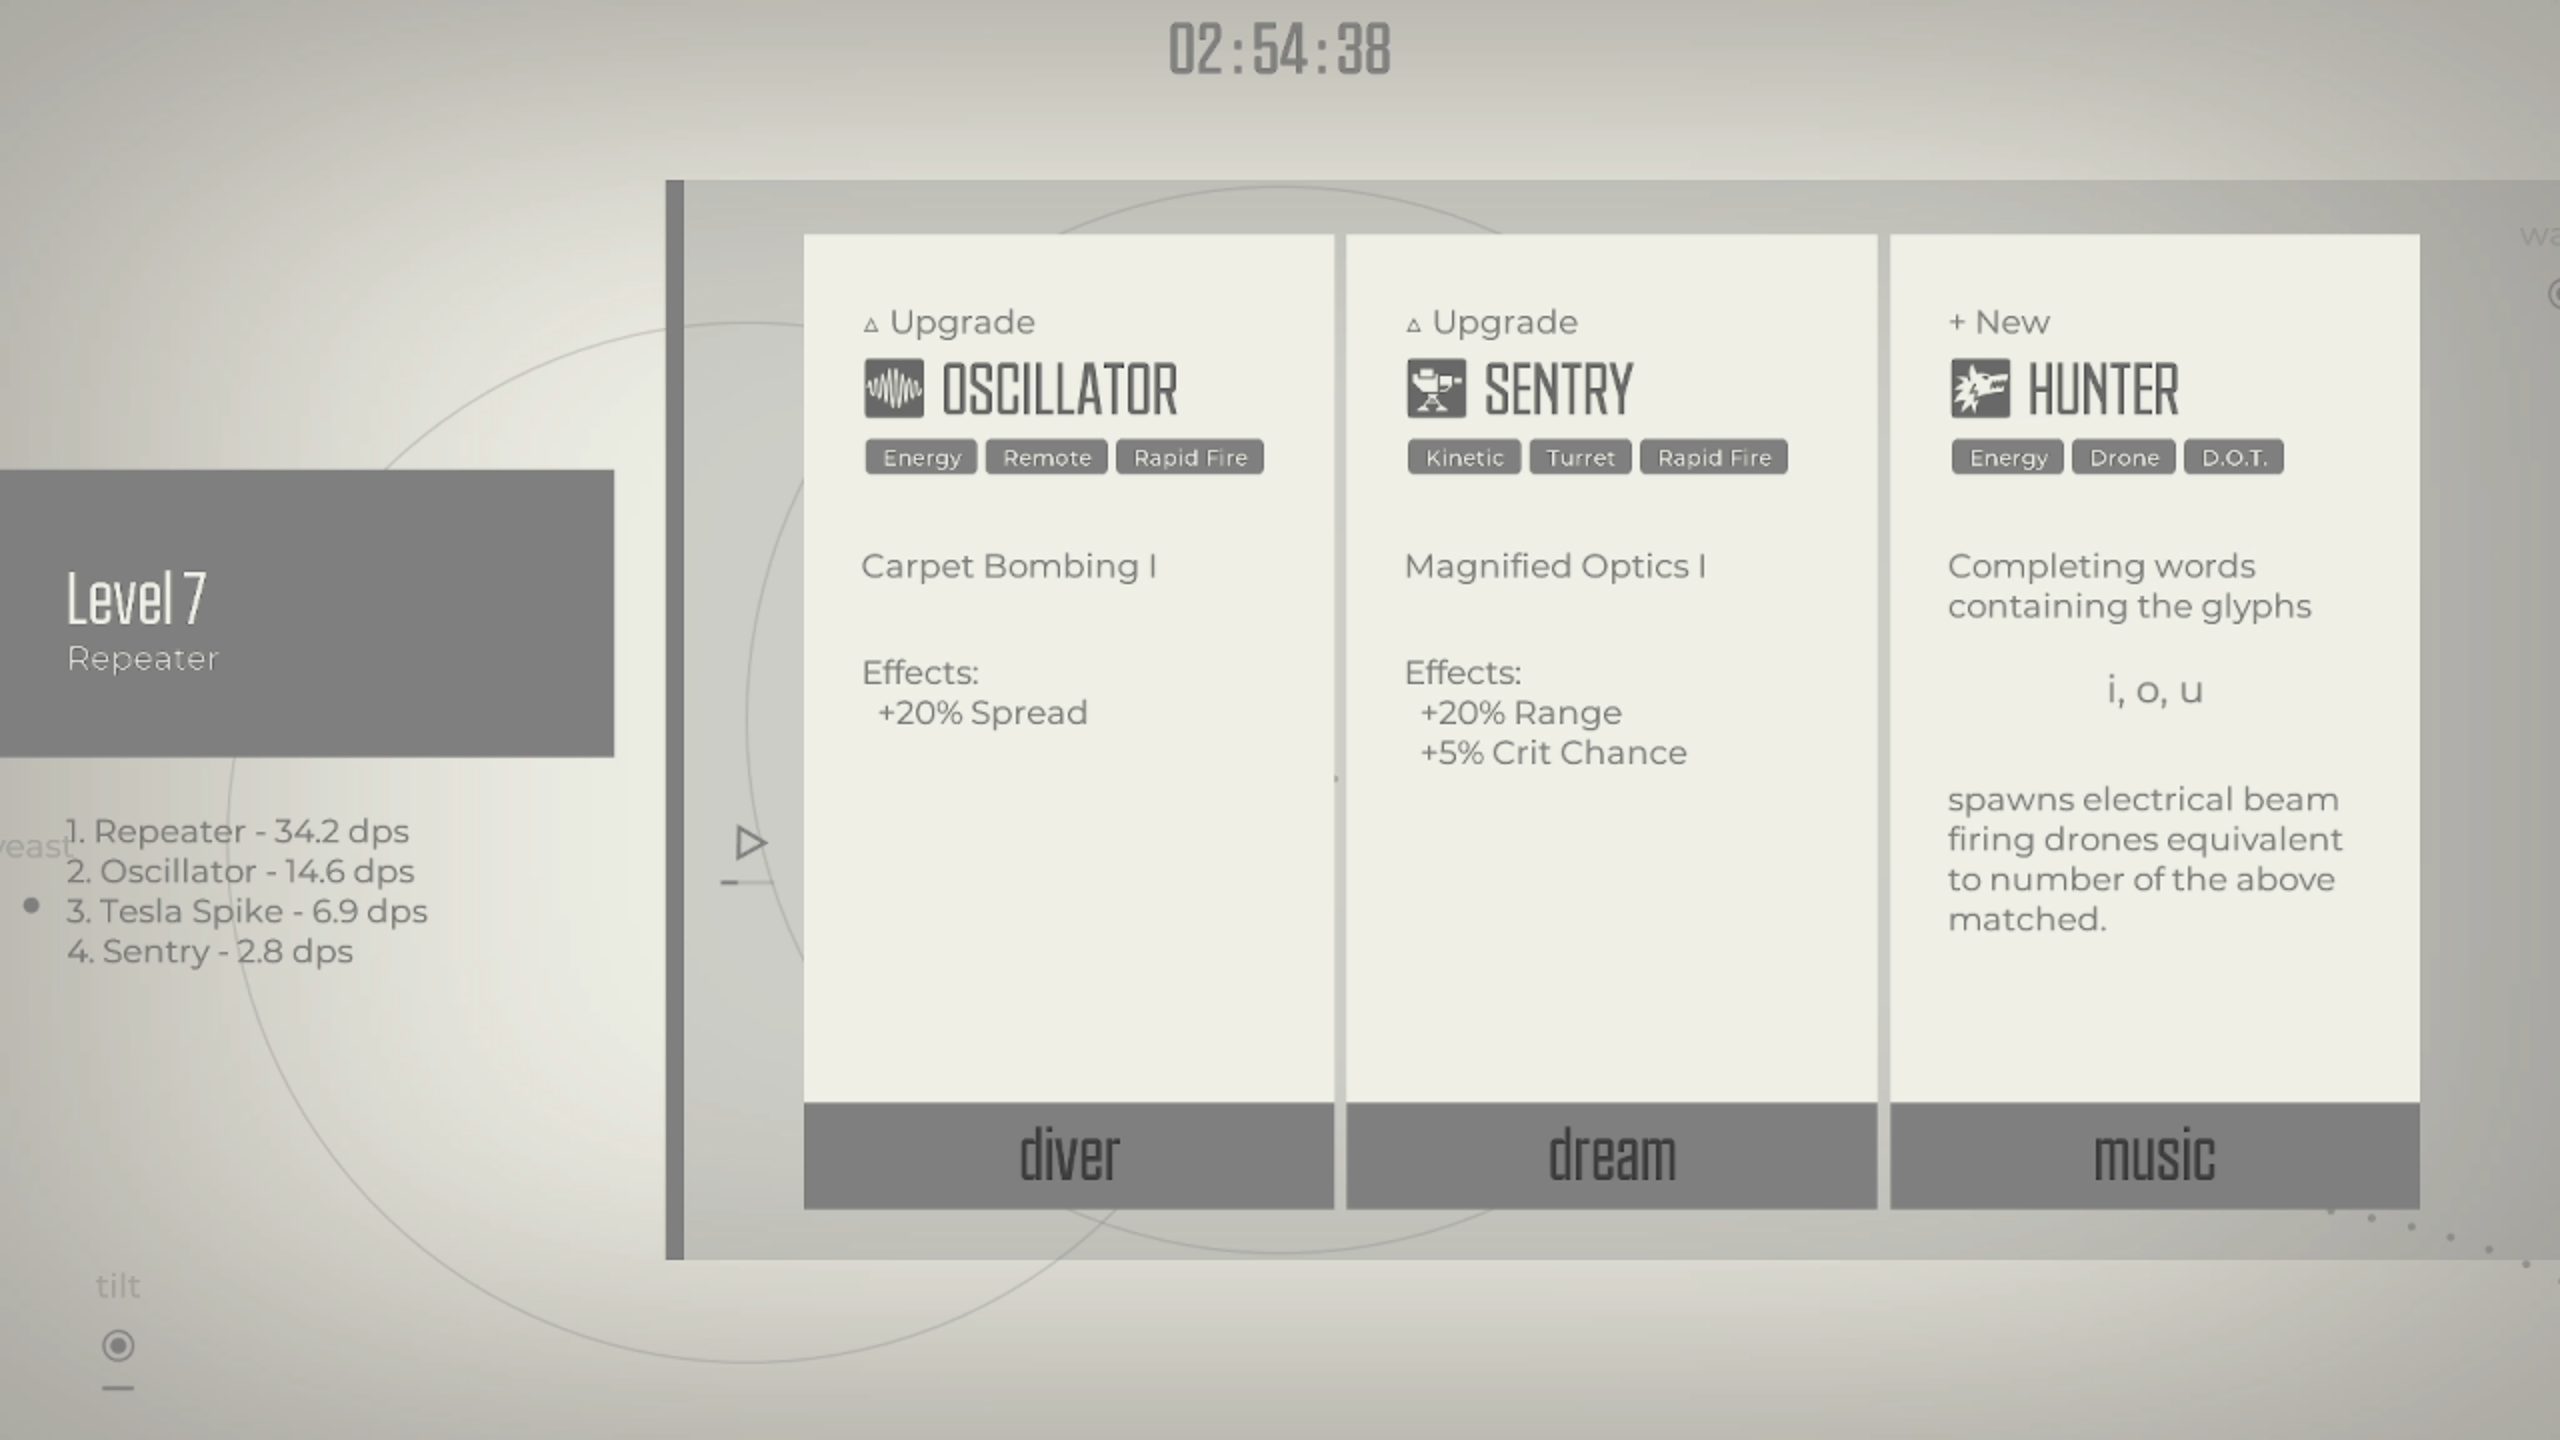 02:54:38
Level 7
Repeater
1. Repeater - 34.2 dps
2. Oscillator - 14.6 dps
3. Tesla Spike - 6.9 dps
4. Sentry - 2.8 dps
tilt
△ Upgrade
OSCILLATOR
Energy Remote Rapid Fire
Carpet Bombing I
Effects:
+20% Spread
diver
△ Upgrade
SENTRY
Kinetic Turret Rapid Fire
Magnified Optics I
Effects:
+20% Range
+5% Crit Chance
dream
+ New
HUNTER
Energy Drone D.O.T.
Completing words
containing the glyphs
i, o, u
spawns electrical beam
firing drones equivalent
to number of the above
matched.
music